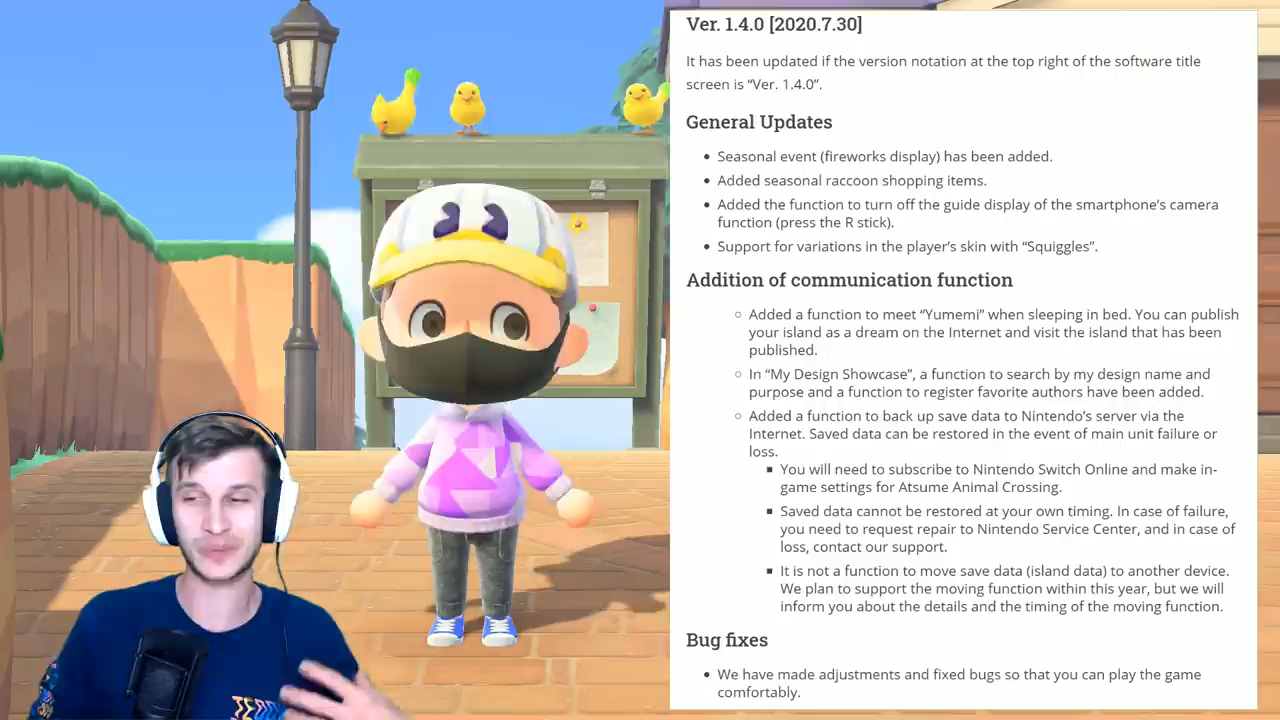 Ver. 1.4.0 [2020.7.30]
It has been updated if the version notation at the top right of the software title
screen is “Ver. 1.4.0”.
General Updates
• Seasonal event (fireworks display) has been added.
• Added seasonal raccoon shopping items.
• Added the function to turn off the guide display of the smartphone’s camera
function (press the R stick).
• Support for variations in the player’s skin with “Squiggles”.
Addition of communication function
○ Added a function to meet “Yumemi” when sleeping in bed. You can publish
your island as a dream on the Internet and visit the island that has been
published.
○ In “My Design Showcase”, a function to search by my design name and
purpose and a function to register favorite authors have been added.
○ Added a function to back up save data to Nintendo’s server via the
Internet. Saved data can be restored in the event of main unit failure or
loss.
▪ You will need to subscribe to Nintendo Switch Online and make in-
game settings for Atsume Animal Crossing.
▪ Saved data cannot be restored at your own timing. In case of failure,
you need to request repair to Nintendo Service Center, and in case of
loss, contact our support.
▪ It is not a function to move save data (island data) to another device.
We plan to support the moving function within this year, but we will
inform you about the details and the timing of the moving function.
Bug fixes
• We have made adjustments and fixed bugs so that you can play the game
comfortably.